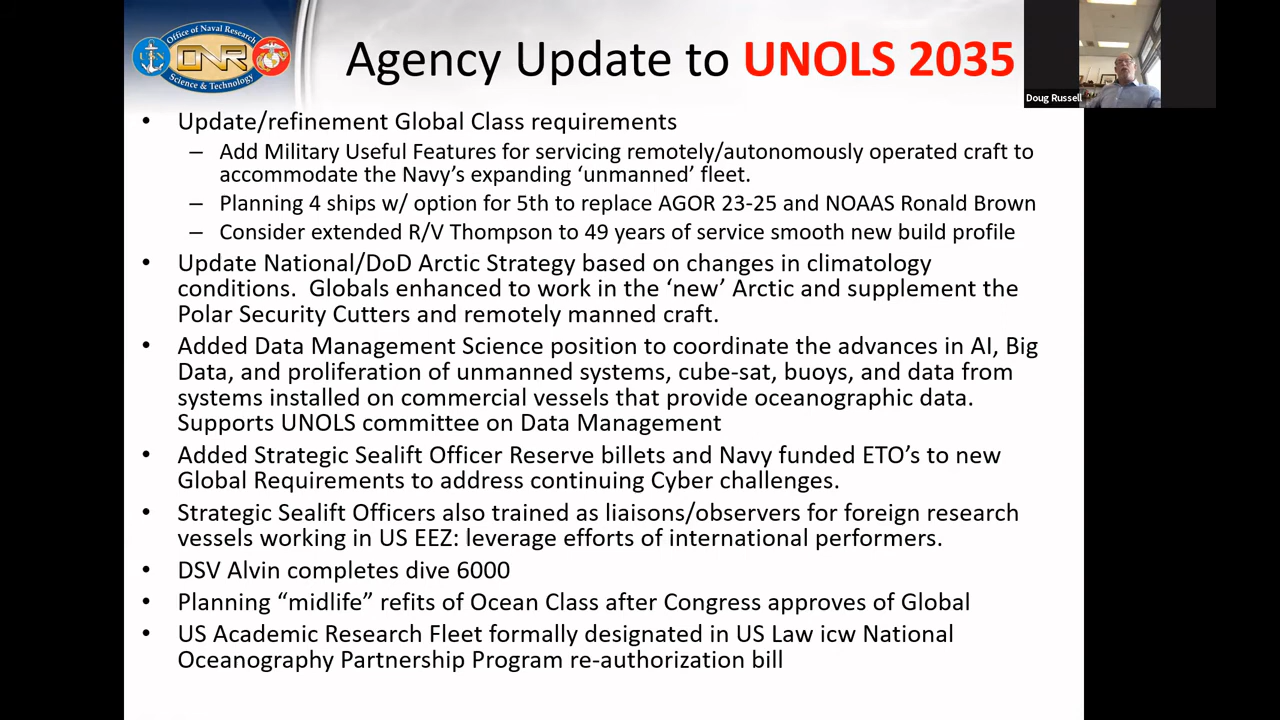 Office of Naval Research
ONR
Science & Technology
Agency Update to UNOLS 2035
Doug Russell
• Update/refinement Global Class requirements
– Add Military Useful Features for servicing remotely/autonomously operated craft to
accommodate the Navy’s expanding ‘unmanned’ fleet.
– Planning 4 ships w/ option for 5th to replace AGOR 23-25 and NOAAS Ronald Brown
– Consider extended R/V Thompson to 49 years of service smooth new build profile
• Update National/DoD Arctic Strategy based on changes in climatology
conditions. Globals enhanced to work in the ‘new’ Arctic and supplement the
Polar Security Cutters and remotely manned craft.
• Added Data Management Science position to coordinate the advances in AI, Big
Data, and proliferation of unmanned systems, cube-sat, buoys, and data from
systems installed on commercial vessels that provide oceanographic data.
Supports UNOLS committee on Data Management
• Added Strategic Sealift Officer Reserve billets and Navy funded ETO’s to new
Global Requirements to address continuing Cyber challenges.
• Strategic Sealift Officers also trained as liaisons/observers for foreign research
vessels working in US EEZ: leverage efforts of international performers.
• DSV Alvin completes dive 6000
• Planning “midlife” refits of Ocean Class after Congress approves of Global
• US Academic Research Fleet formally designated in US Law icw National
Oceanography Partnership Program re-authorization bill